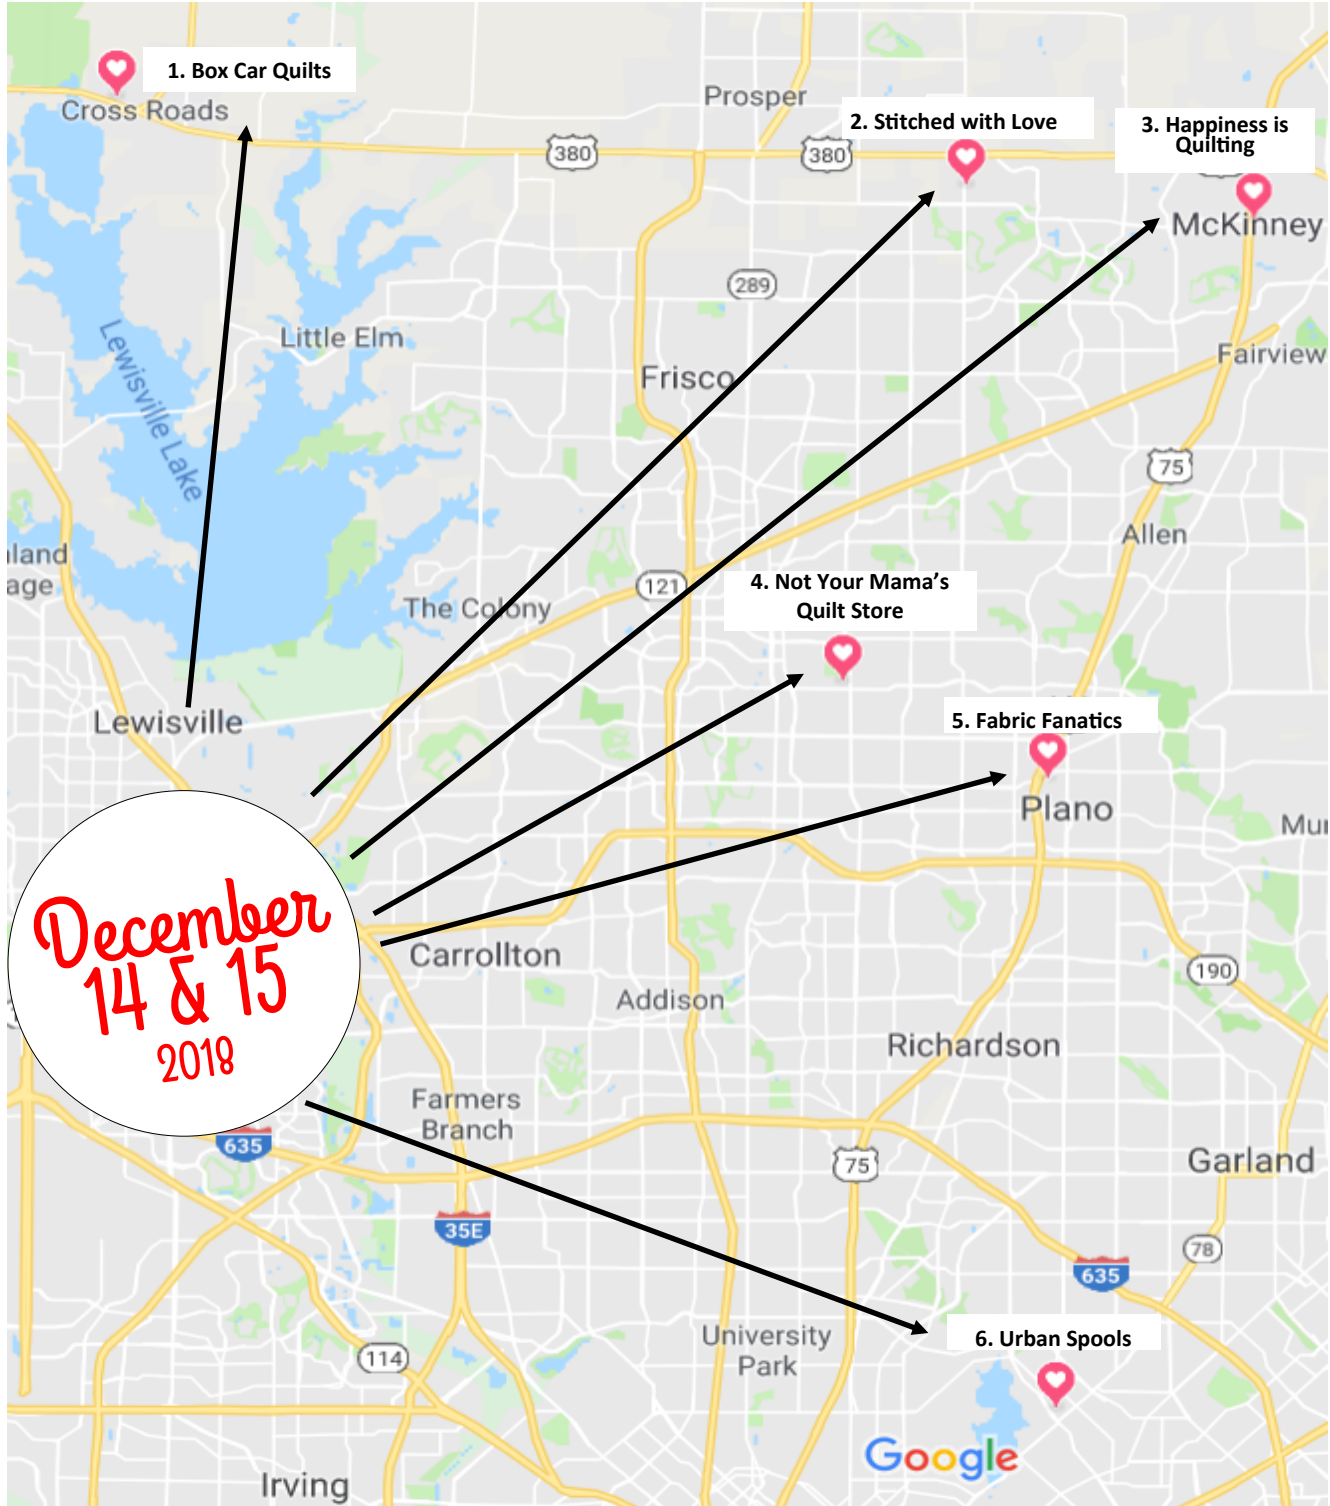 1. Box Car Quilts
Cross Roads
Prosper
2. Stitched with Love
3. Happiness is
Quilting
380
380
McKinney
289
Little Elm
Fairview
Frisco
Lewisville Lake
75
Allen
land
age
121
The Colony
4. Not Your Mama's
Quilt Store
Lewisville
5. Fabric Fanatics
Plano
Mur
December
14 & 15
2018
Carrollton
190
Addison
Richardson
Farmers
Branch
635
75
Garland
35E
78
635
University
Park
6. Urban Spools
114
Google
Irving